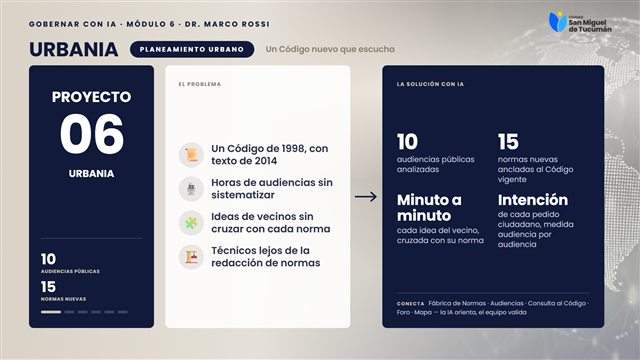 GOBERNAR CON IA · MÓDULO 6 · DR. MARCO ROSSI
Ciudad
San Miguel
de Tucumán
URBANIA
PLANEAMIENTO URBANO
Un Código nuevo que escucha
PROYECTO
06
URBANIA
10
AUDIENCIAS PÚBLICAS
15
NORMAS NUEVAS
EL PROBLEMA
Un Código de 1998, con
texto de 2014
Horas de audiencias sin
sistematizar
Ideas de vecinos sin
cruzar con cada norma
Técnicos lejos de la
redacción de normas
LA SOLUCIÓN CON IA
10
audiencias públicas
analizadas
15
normas nuevas
ancladas al Código
vigente
Minuto a
minuto
cada idea del vecino,
cruzada con su norma
Intención
de cada pedido
ciudadano, medida
audiencia por
audiencia
CONECTA Fábrica de Normas · Audiencias · Consulta al Código ·
Foro · Mapa — la IA orienta, el equipo valida